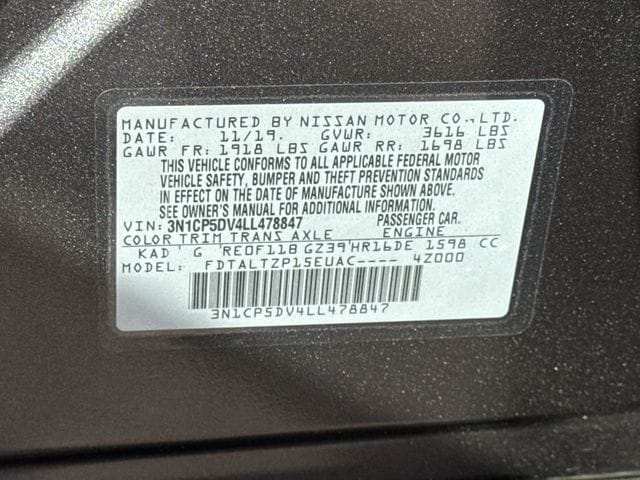 MANUFACTURED BY NISSAN MOTOR CO.,LTD.
DATE: 11/19. GVWR: 3616 LBS
GAWR FR: 1918 LBS GAWR RR: 1698 LBS
THIS VEHICLE CONFORMS TO ALL APPLICABLE FEDERAL MOTOR
VEHICLE SAFETY, BUMPER AND THEFT PREVENTION STANDARDS
IN EFFECT ON THE DATE OF MANUFACTURE SHOWN ABOVE.
SEE OWNER'S MANUAL FOR ADDITIONAL INFORMATION.
VIN: 3N1CP5DV4LL478847 PASSENGER CAR
COLOR TRIM TRANS AXLE ENGINE
KAD G RE0F11B GZ39 HR16DE 1598 CC
MODEL: FDTALTZP15EUAC---- 4Z000
3N1CP5DV4LL478847